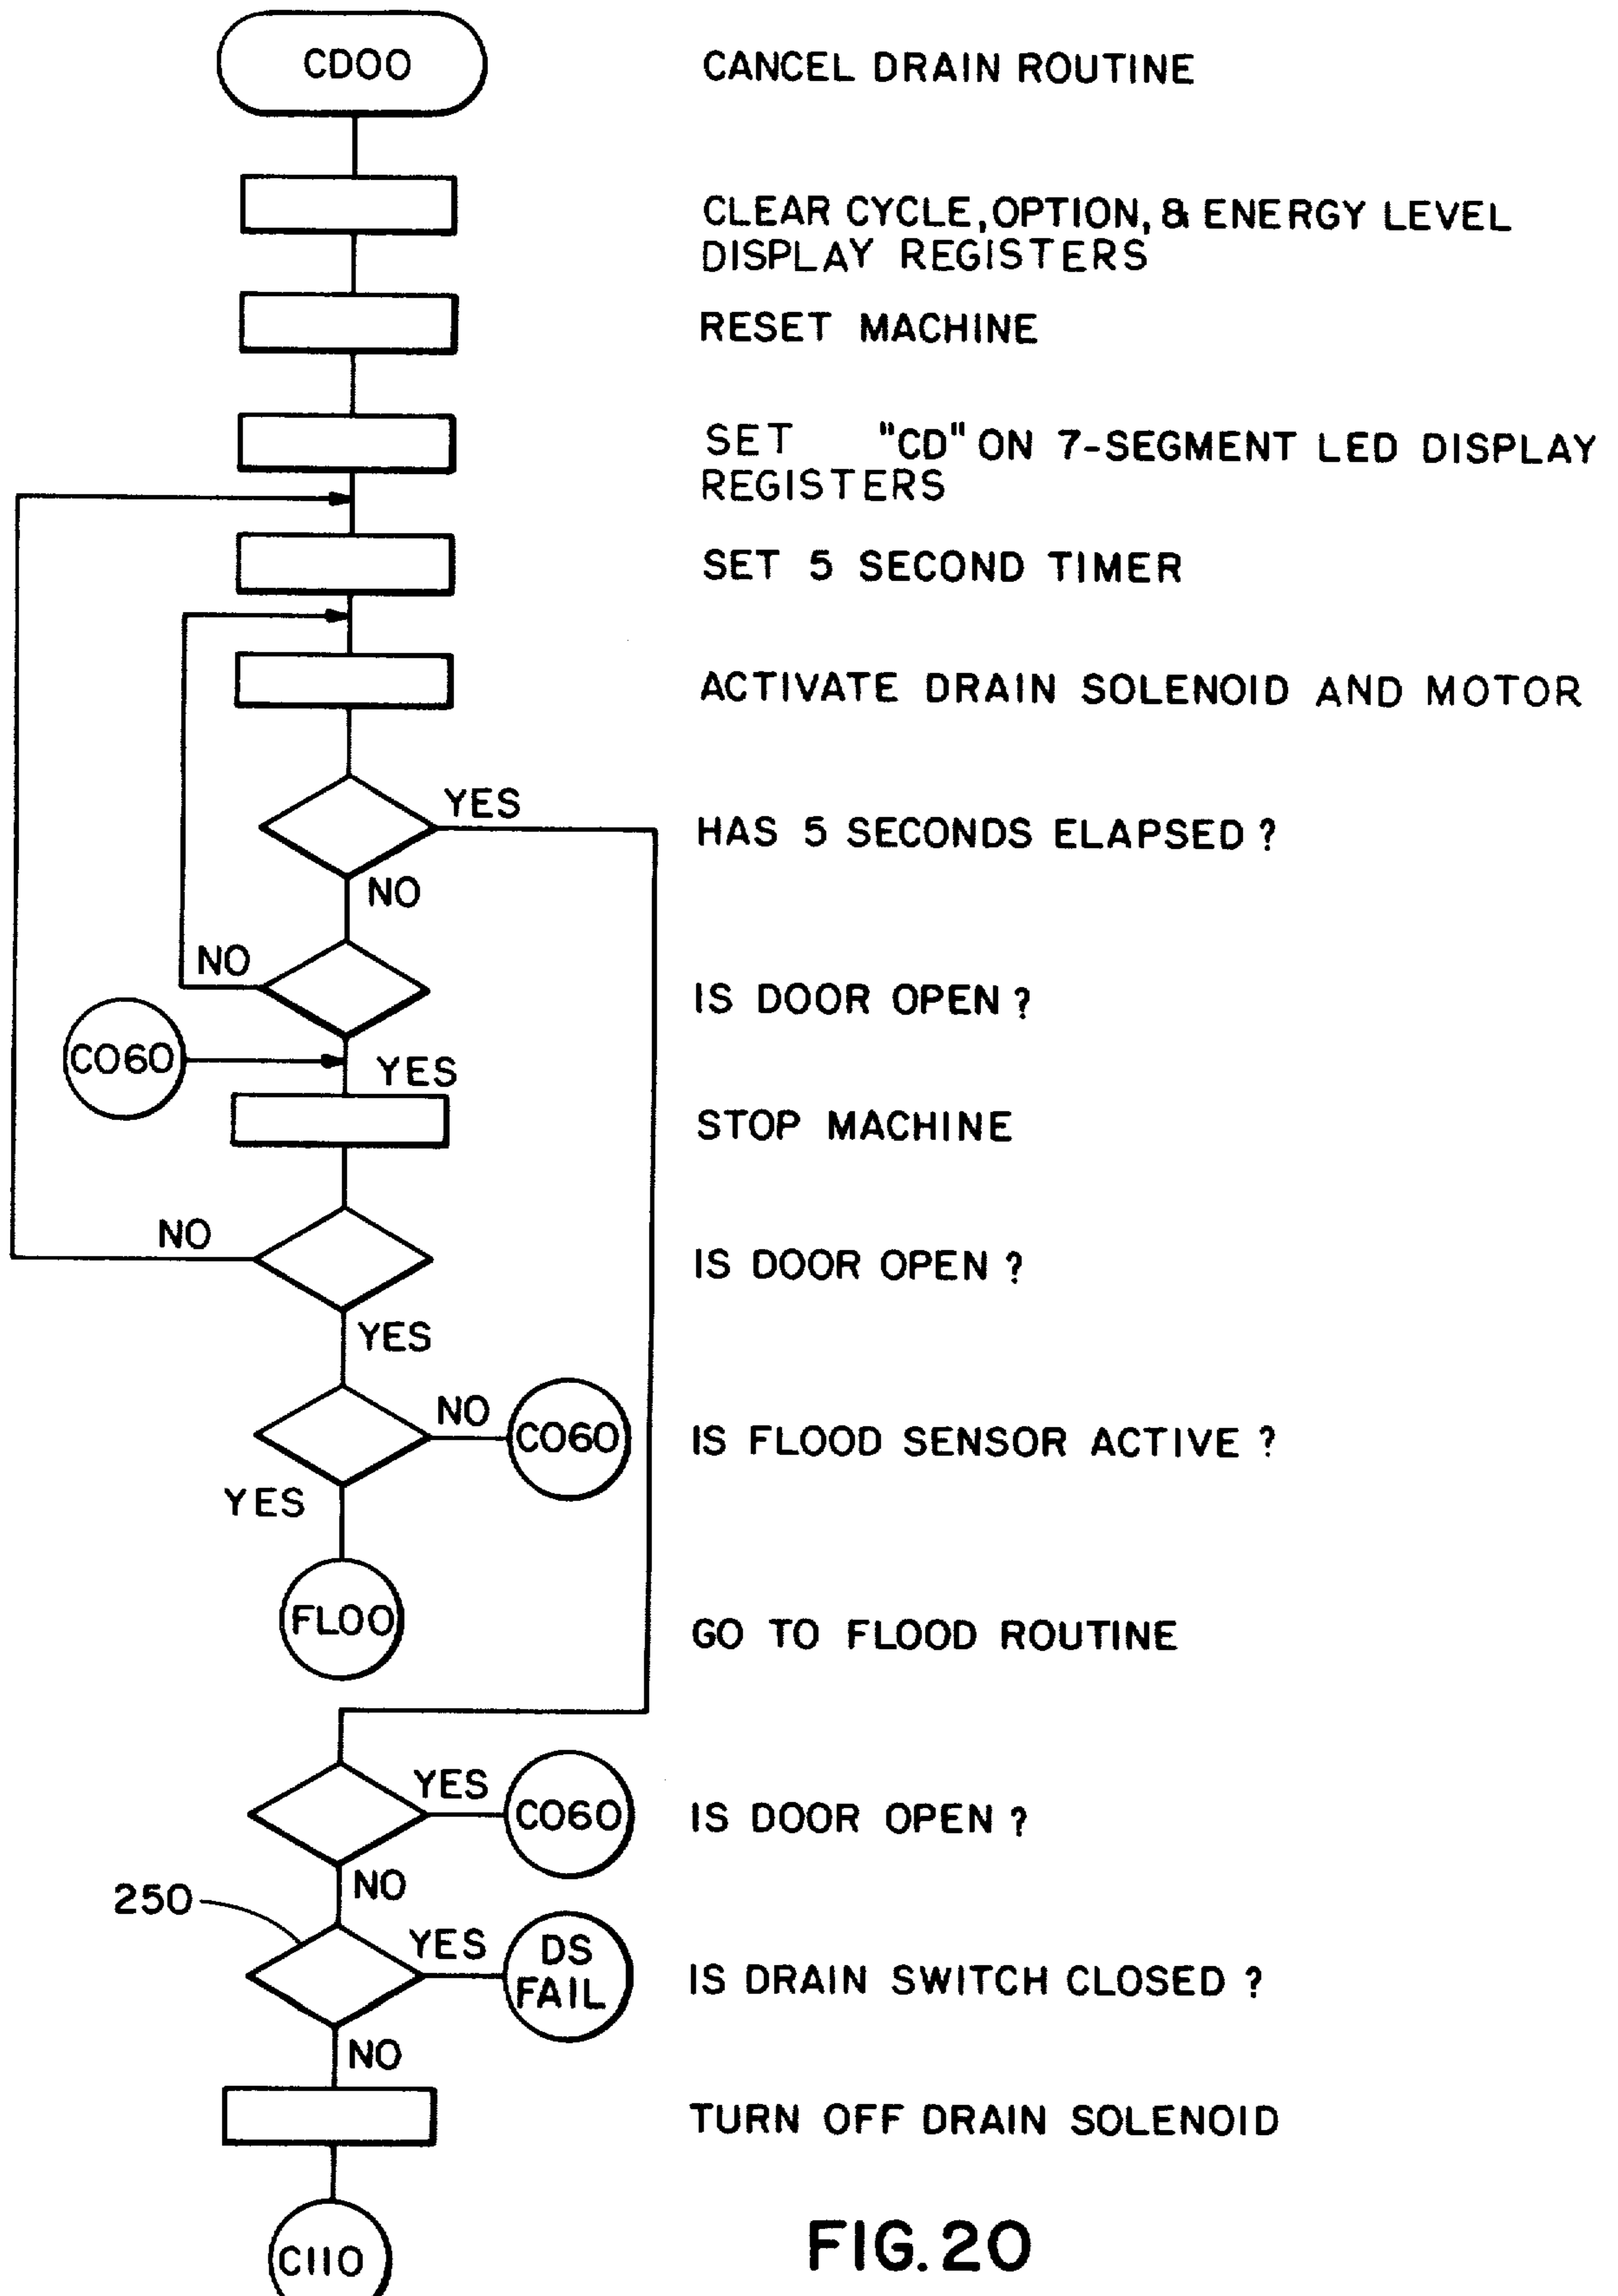 CD00
CANCEL DRAIN ROUTINE
CLEAR CYCLE, OPTION, & ENERGY LEVEL
DISPLAY REGISTERS
RESET MACHINE
SET "CD" ON 7-SEGMENT LED DISPLAY
REGISTERS
SET 5 SECOND TIMER
ACTIVATE DRAIN SOLENOID AND MOTOR
YES
HAS 5 SECONDS ELAPSED ?
NO
NO
IS DOOR OPEN ?
C060
YES
STOP MACHINE
NO
IS DOOR OPEN ?
YES
NO
C060
IS FLOOD SENSOR ACTIVE ?
YES
FL00
GO TO FLOOD ROUTINE
YES
C060
IS DOOR OPEN ?
NO
250
YES
DS
FAIL
IS DRAIN SWITCH CLOSED ?
NO
TURN OFF DRAIN SOLENOID
C110
FIG. 20